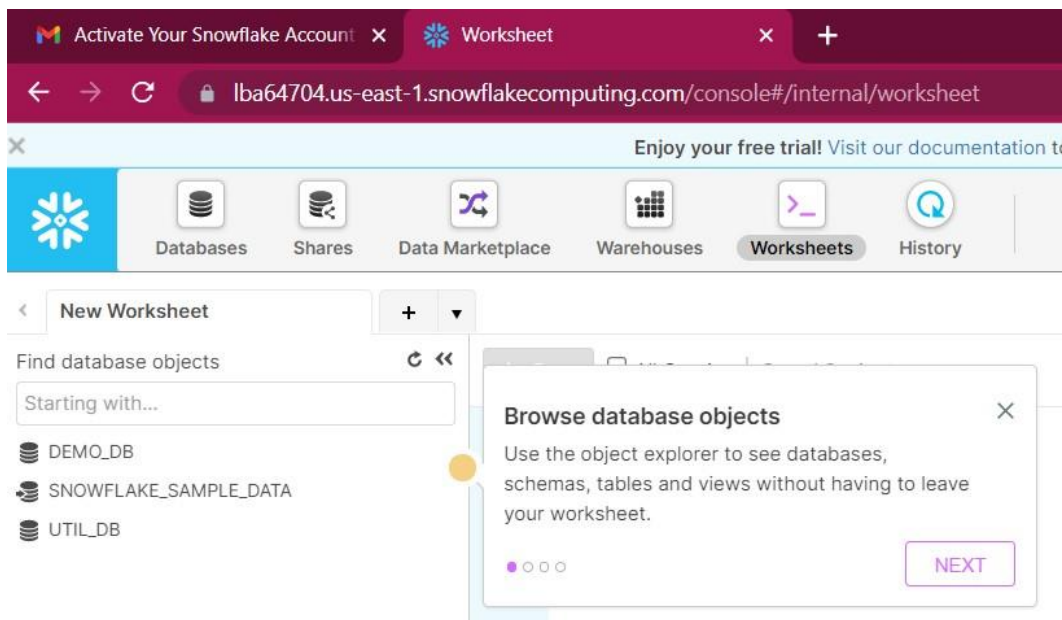 Activate Your Snowflake Account
Worksheet
lba64704.us-east-1.snowflakecomputing.com/console#/internal/worksheet
Enjoy your free trial! Visit our documentation to
Databases
Shares
Data Marketplace
Warehouses
Worksheets
History
New Worksheet
Find database objects
Starting with...
DEMO_DB
SNOWFLAKE_SAMPLE_DATA
UTIL_DB
Browse database objects
Use the object explorer to see databases,
schemas, tables and views without having to leave
your worksheet.
NEXT